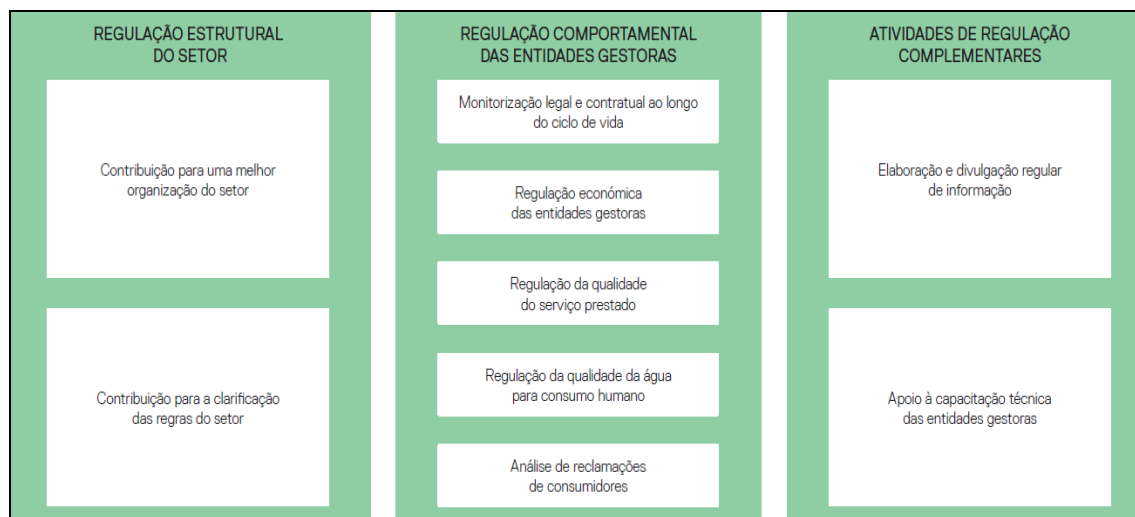 REGULAÇÃO ESTRUTURAL
DO SETOR
Contribuição para uma melhor
organização do setor
Contribuição para a clarificação
das regras do setor
REGULAÇÃO COMPORTAMENTAL
DAS ENTIDADES GESTORAS
Monitorização legal e contratual ao longo
do ciclo de vida
Regulação económica
das entidades gestoras
Regulação da qualidade
do serviço prestado
Regulação da qualidade da água
para consumo humano
Análise de reclamações
de consumidores
ATIVIDADES DE REGULAÇÃO
COMPLEMENTARES
Elaboração e divulgação regular
de informação
Apoio à capacitação técnica
das entidades gestoras